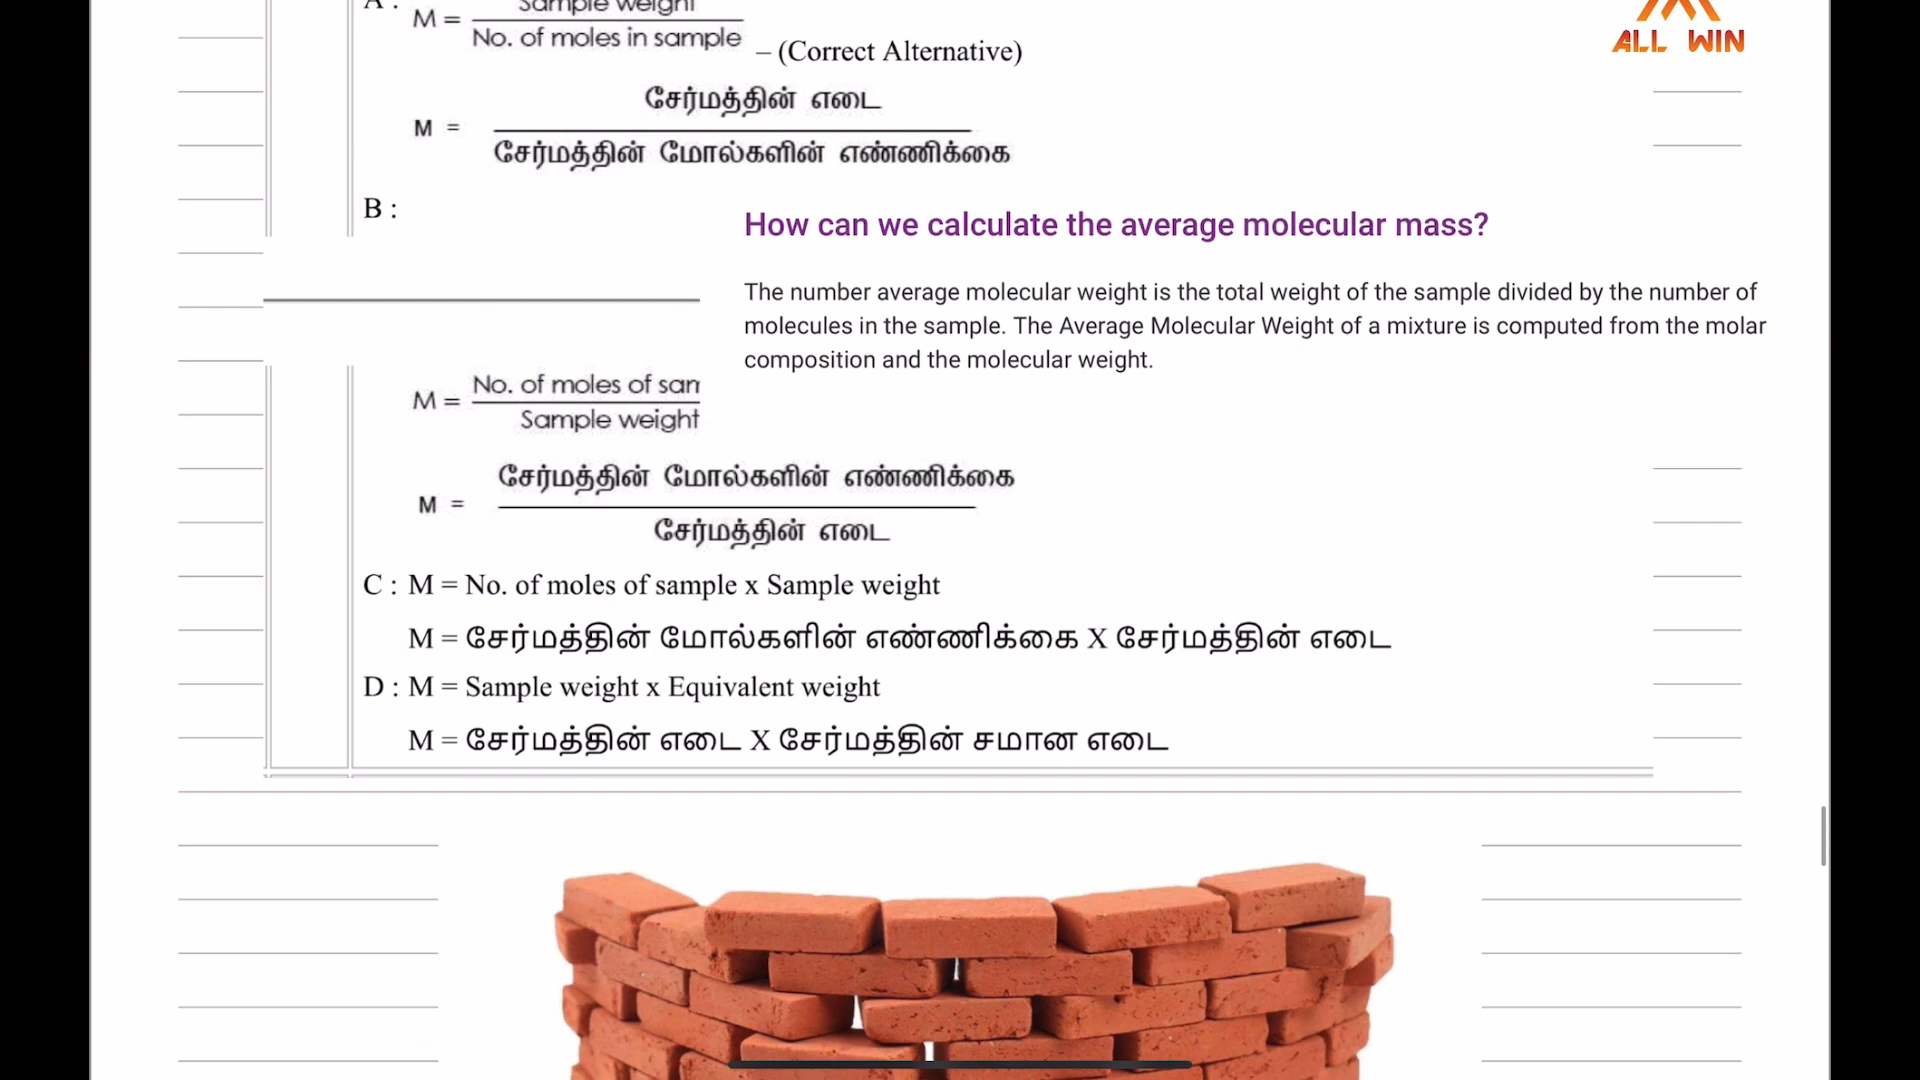 A :
M = Sample weight
No. of moles in sample
– (Correct Alternative)
ALL WIN
சேர்மத்தின் எடை
M =
சேர்மத்தின் மோல்களின் எண்ணிக்கை
B :
How can we calculate the average molecular mass?
The number average molecular weight is the total weight of the sample divided by the number of
molecules in the sample. The Average Molecular Weight of a mixture is computed from the molar
composition and the molecular weight.
No. of moles of sam
M =
Sample weight
சேர்மத்தின் மோல்களின் எண்ணிக்கை
M =
சேர்மத்தின் எடை
C : M = No. of moles of sample x Sample weight
M = சேர்மத்தின் மோல்களின் எண்ணிக்கை X சேர்மத்தின் எடை
D : M = Sample weight x Equivalent weight
M = சேர்மத்தின் எடை X சேர்மத்தின் சமான எடை